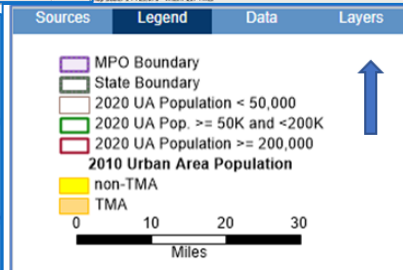 Sources Legend Data Layers
MPO Boundary
State Boundary
2020 UA Population < 50,000
2020 UA Pop. >= 50K and <200K
2020 UA Population >= 200,000
2010 Urban Area Population
non-TMA
TMA
0 10 20 30
Miles